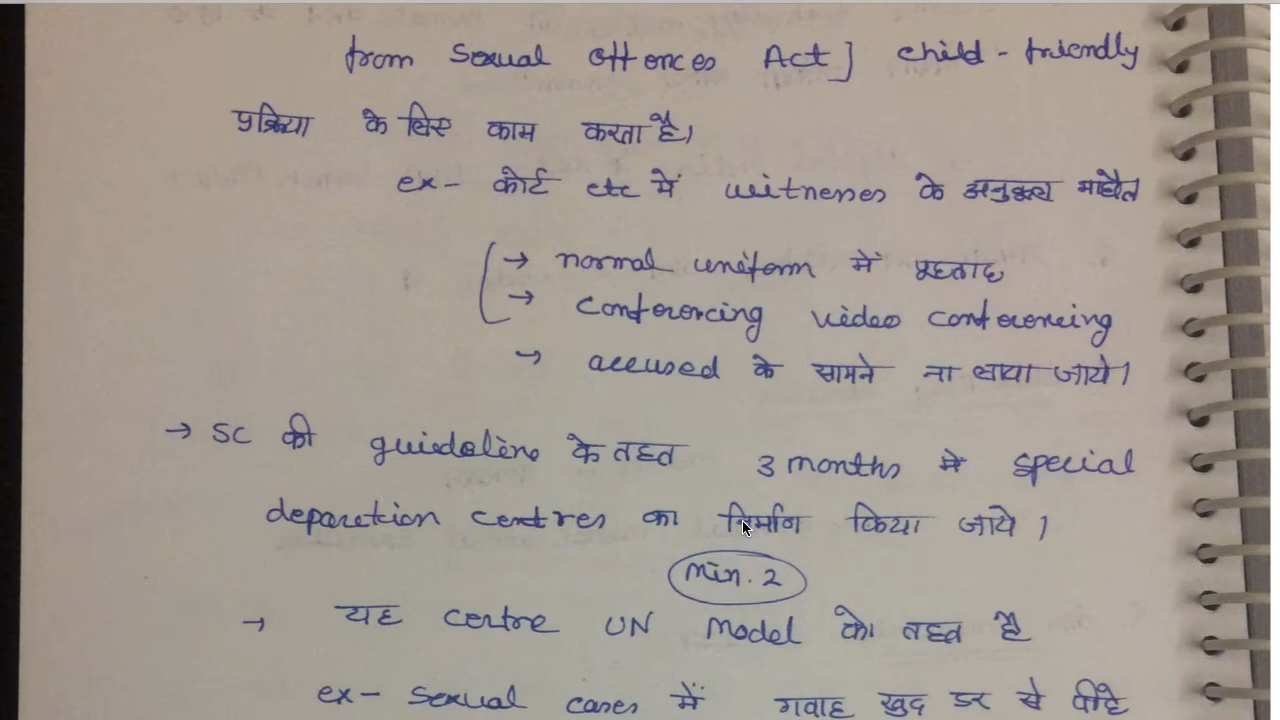 from Sexual Offences Act] child-friendly
प्रक्रिया के लिए काम करता है।
ex- कोर्ट etc में witnesses के अनुकूल माहौल
→ normal uniform में पूछताछ
→ conferencing video conferencing
→ accused के सामने ना लाया जाये।
→ SC की guideline के तहत 3 months में special
deparetion centres का निर्माण किया जाये।
Min. 2
→ यह centre UN Model के तहत है
ex- sexual cases में गवाह खुद डर से पीछे